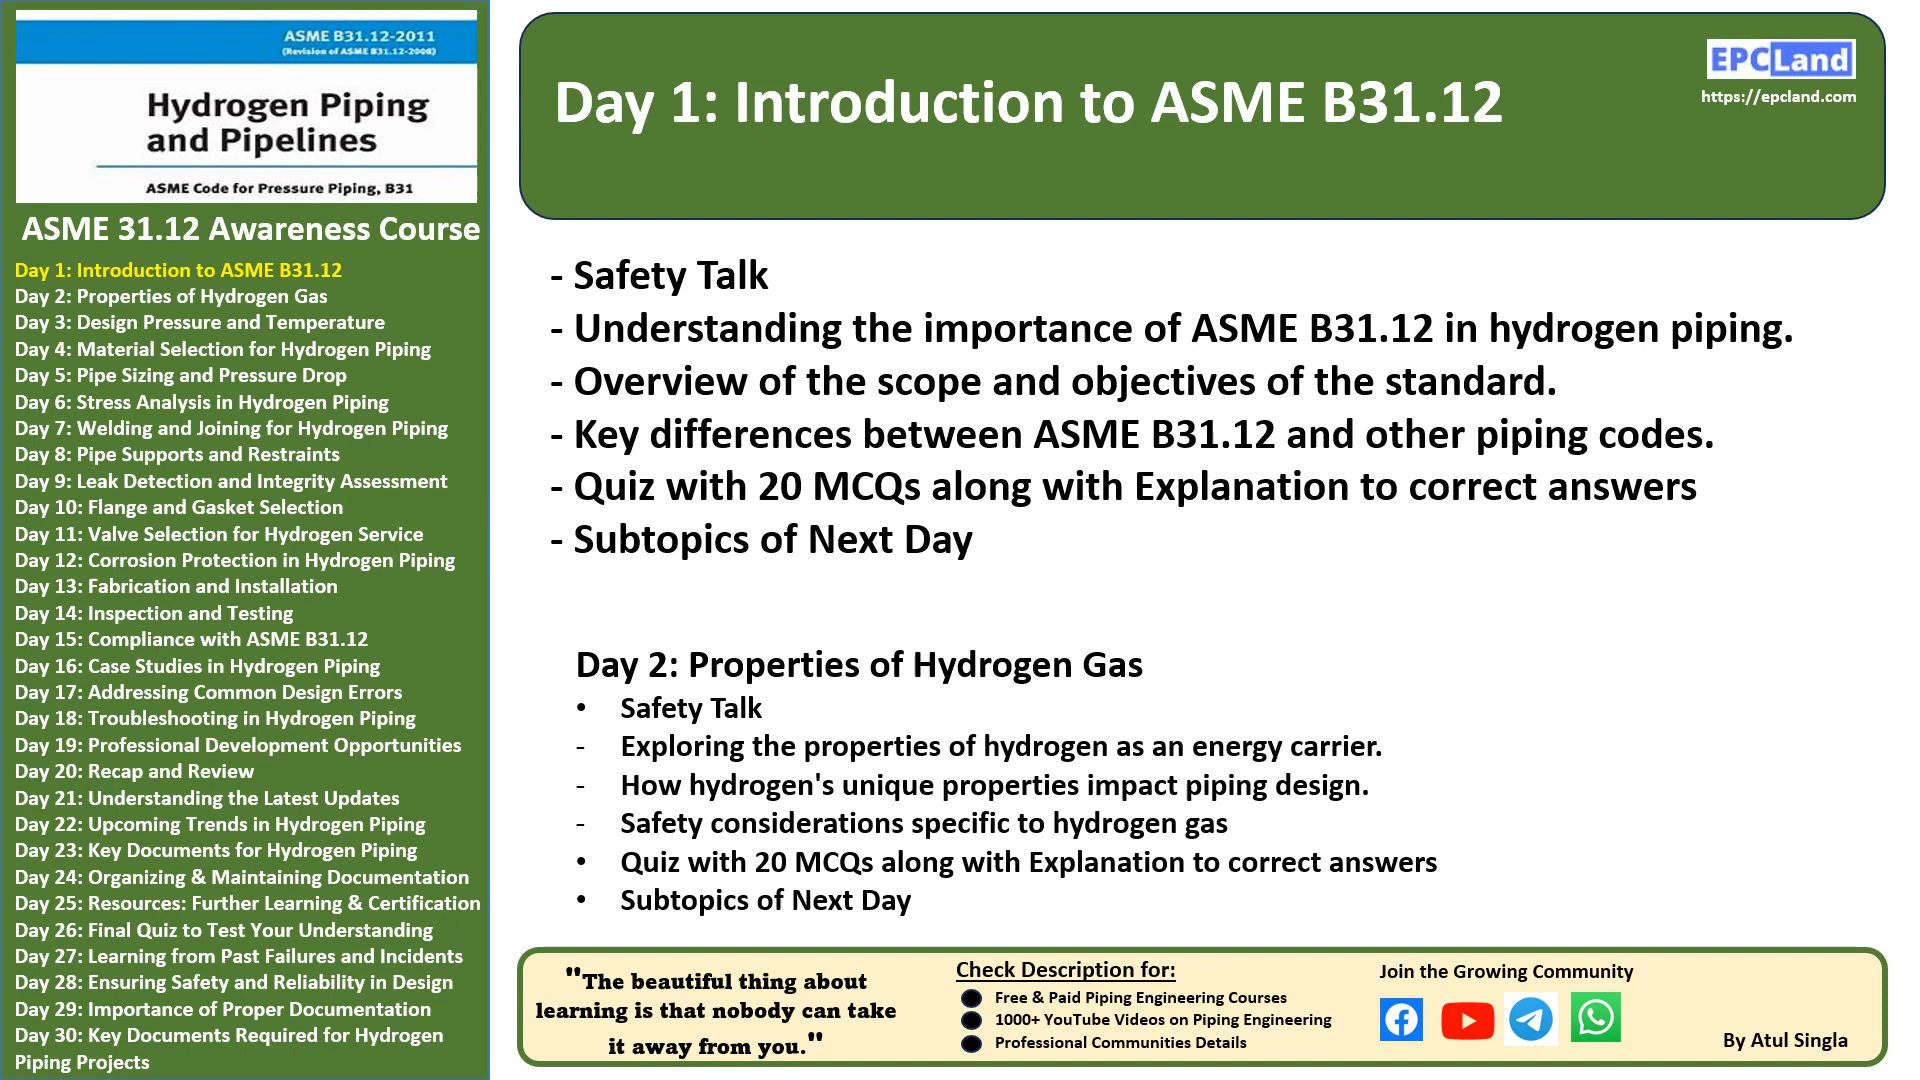 ASME B31.12-2011
(Revision of ASME B31.12-2008)
Hydrogen Piping
and Pipelines
ASME Code for Pressure Piping, B31
ASME 31.12 Awareness Course
Day 1: Introduction to ASME B31.12
Day 2: Properties of Hydrogen Gas
Day 3: Design Pressure and Temperature
Day 4: Material Selection for Hydrogen Piping
Day 5: Pipe Sizing and Pressure Drop
Day 6: Stress Analysis in Hydrogen Piping
Day 7: Welding and Joining for Hydrogen Piping
Day 8: Pipe Supports and Restraints
Day 9: Leak Detection and Integrity Assessment
Day 10: Flange and Gasket Selection
Day 11: Valve Selection for Hydrogen Service
Day 12: Corrosion Protection in Hydrogen Piping
Day 13: Fabrication and Installation
Day 14: Inspection and Testing
Day 15: Compliance with ASME B31.12
Day 16: Case Studies in Hydrogen Piping
Day 17: Addressing Common Design Errors
Day 18: Troubleshooting in Hydrogen Piping
Day 19: Professional Development Opportunities
Day 20: Recap and Review
Day 21: Understanding the Latest Updates
Day 22: Upcoming Trends in Hydrogen Piping
Day 23: Key Documents for Hydrogen Piping
Day 24: Organizing & Maintaining Documentation
Day 25: Resources: Further Learning & Certification
Day 26: Final Quiz to Test Your Understanding
Day 27: Learning from Past Failures and Incidents
Day 28: Ensuring Safety and Reliability in Design
Day 29: Importance of Proper Documentation
Day 30: Key Documents Required for Hydrogen
Piping Projects
Day 1: Introduction to ASME B31.12
EPCLand
https://epcland.com
- Safety Talk
- Understanding the importance of ASME B31.12 in hydrogen piping.
- Overview of the scope and objectives of the standard.
- Key differences between ASME B31.12 and other piping codes.
- Quiz with 20 MCQs along with Explanation to correct answers
- Subtopics of Next Day
Day 2: Properties of Hydrogen Gas
• Safety Talk
- Exploring the properties of hydrogen as an energy carrier.
- How hydrogen's unique properties impact piping design.
- Safety considerations specific to hydrogen gas
• Quiz with 20 MCQs along with Explanation to correct answers
• Subtopics of Next Day
"The beautiful thing about
learning is that nobody can take
it away from you."
Check Description for:
● Free & Paid Piping Engineering Courses
● 1000+ YouTube Videos on Piping Engineering
● Professional Communities Details
Join the Growing Community
By Atul Singla